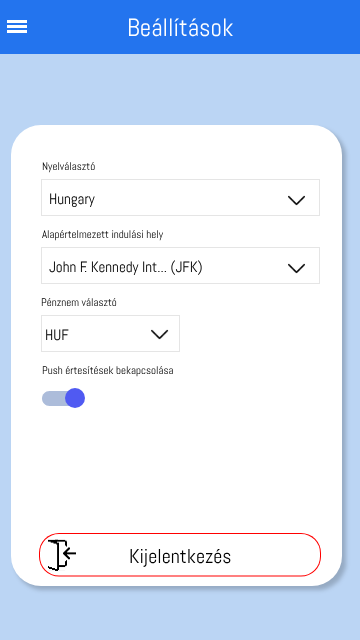 Beállítások
Nyelválasztó
Hungary
Alapértelmezett indulási hely
John F. Kennedy Int... (JFK)
Pénznem választó
HUF
Push értesítések bekapcsolása
Kijelentkezés